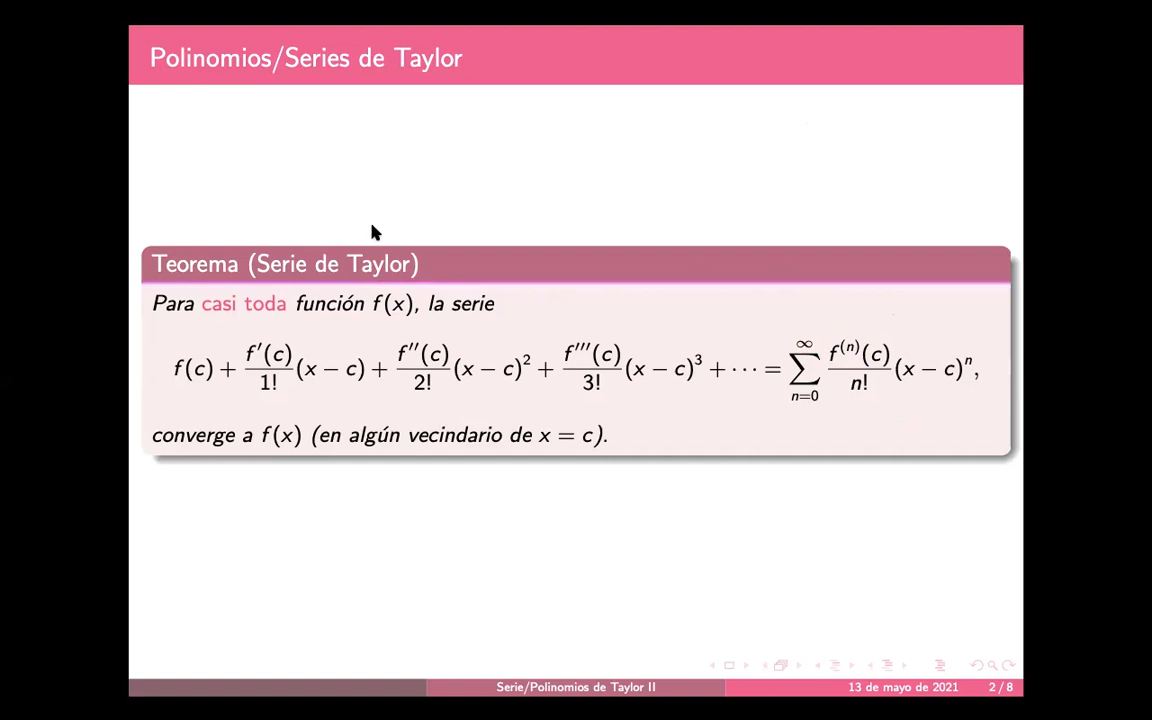 Polinomios/Series de Taylor
Teorema (Serie de Taylor)
Para casi toda función f(x), la serie
f(c) + f′(c)/1! (x − c) + f″(c)/2! (x − c)² + f‴(c)/3! (x − c)³ + ··· = ∑_{n=0}^{∞} f⁽ⁿ⁾(c)/n! (x − c)ⁿ,
converge a f(x) (en algún vecindario de x = c).
Serie/Polinomios de Taylor II 13 de mayo de 2021 2 / 8